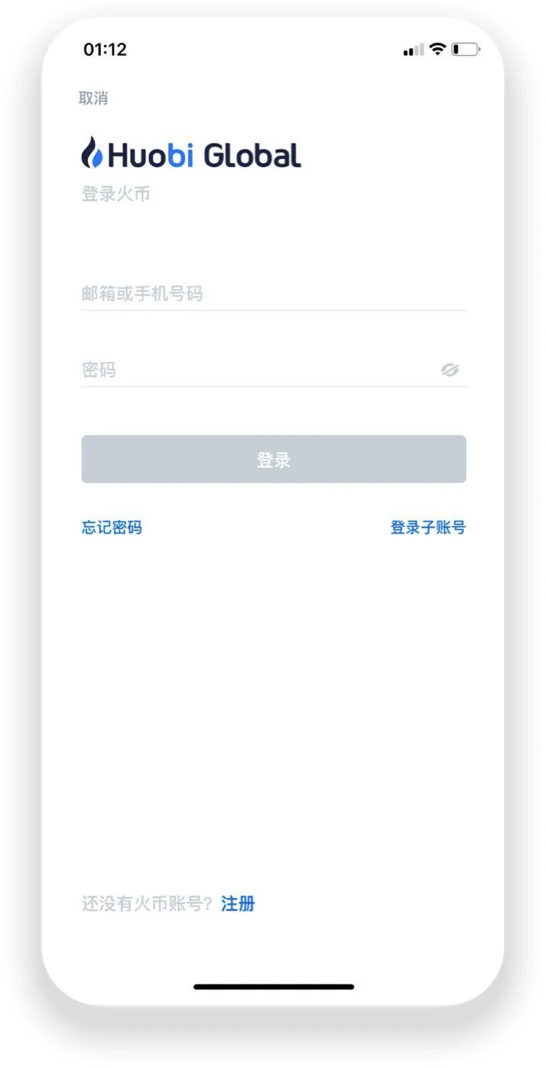 01:12
取消
Huobi Global
登录火币
邮箱或手机号码
密码
登录
忘记密码 登录子账号
还没有火币账号? 注册